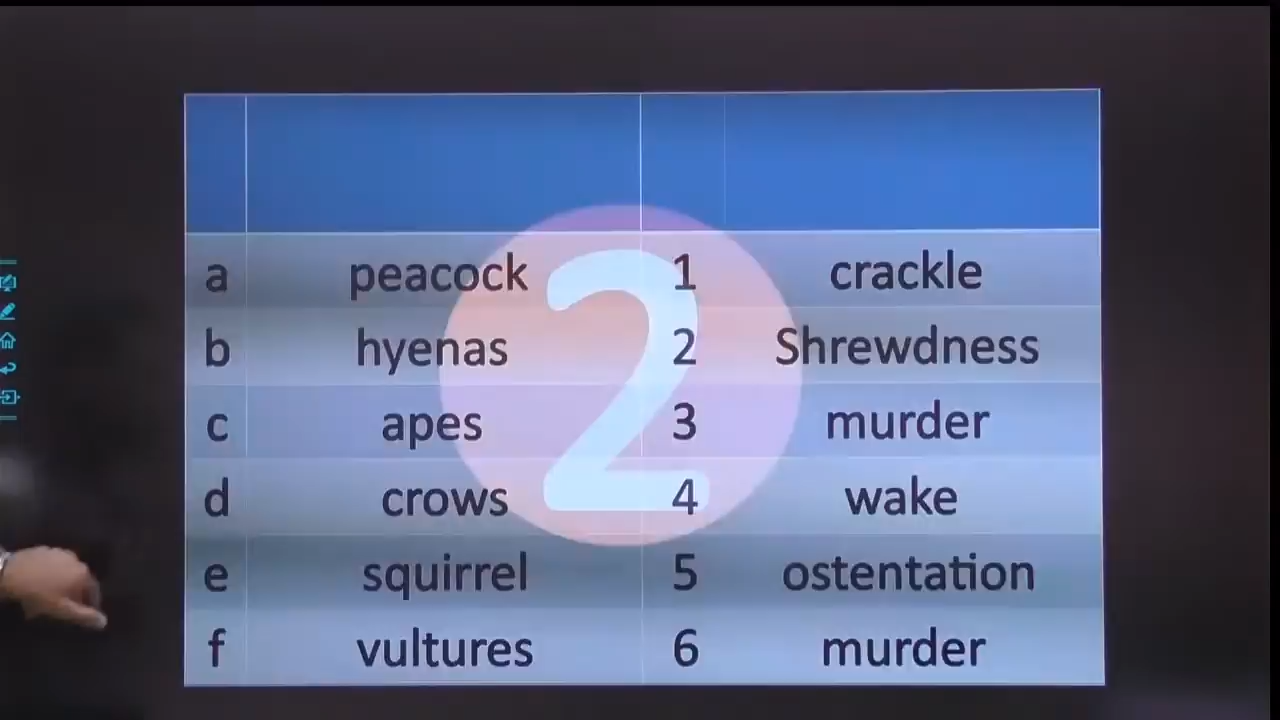 a peacock 1 crackle
b hyenas 2 Shrewdness
c apes 3 murder
d crows 4 wake
e squirrel 5 ostentation
f vultures 6 murder
2